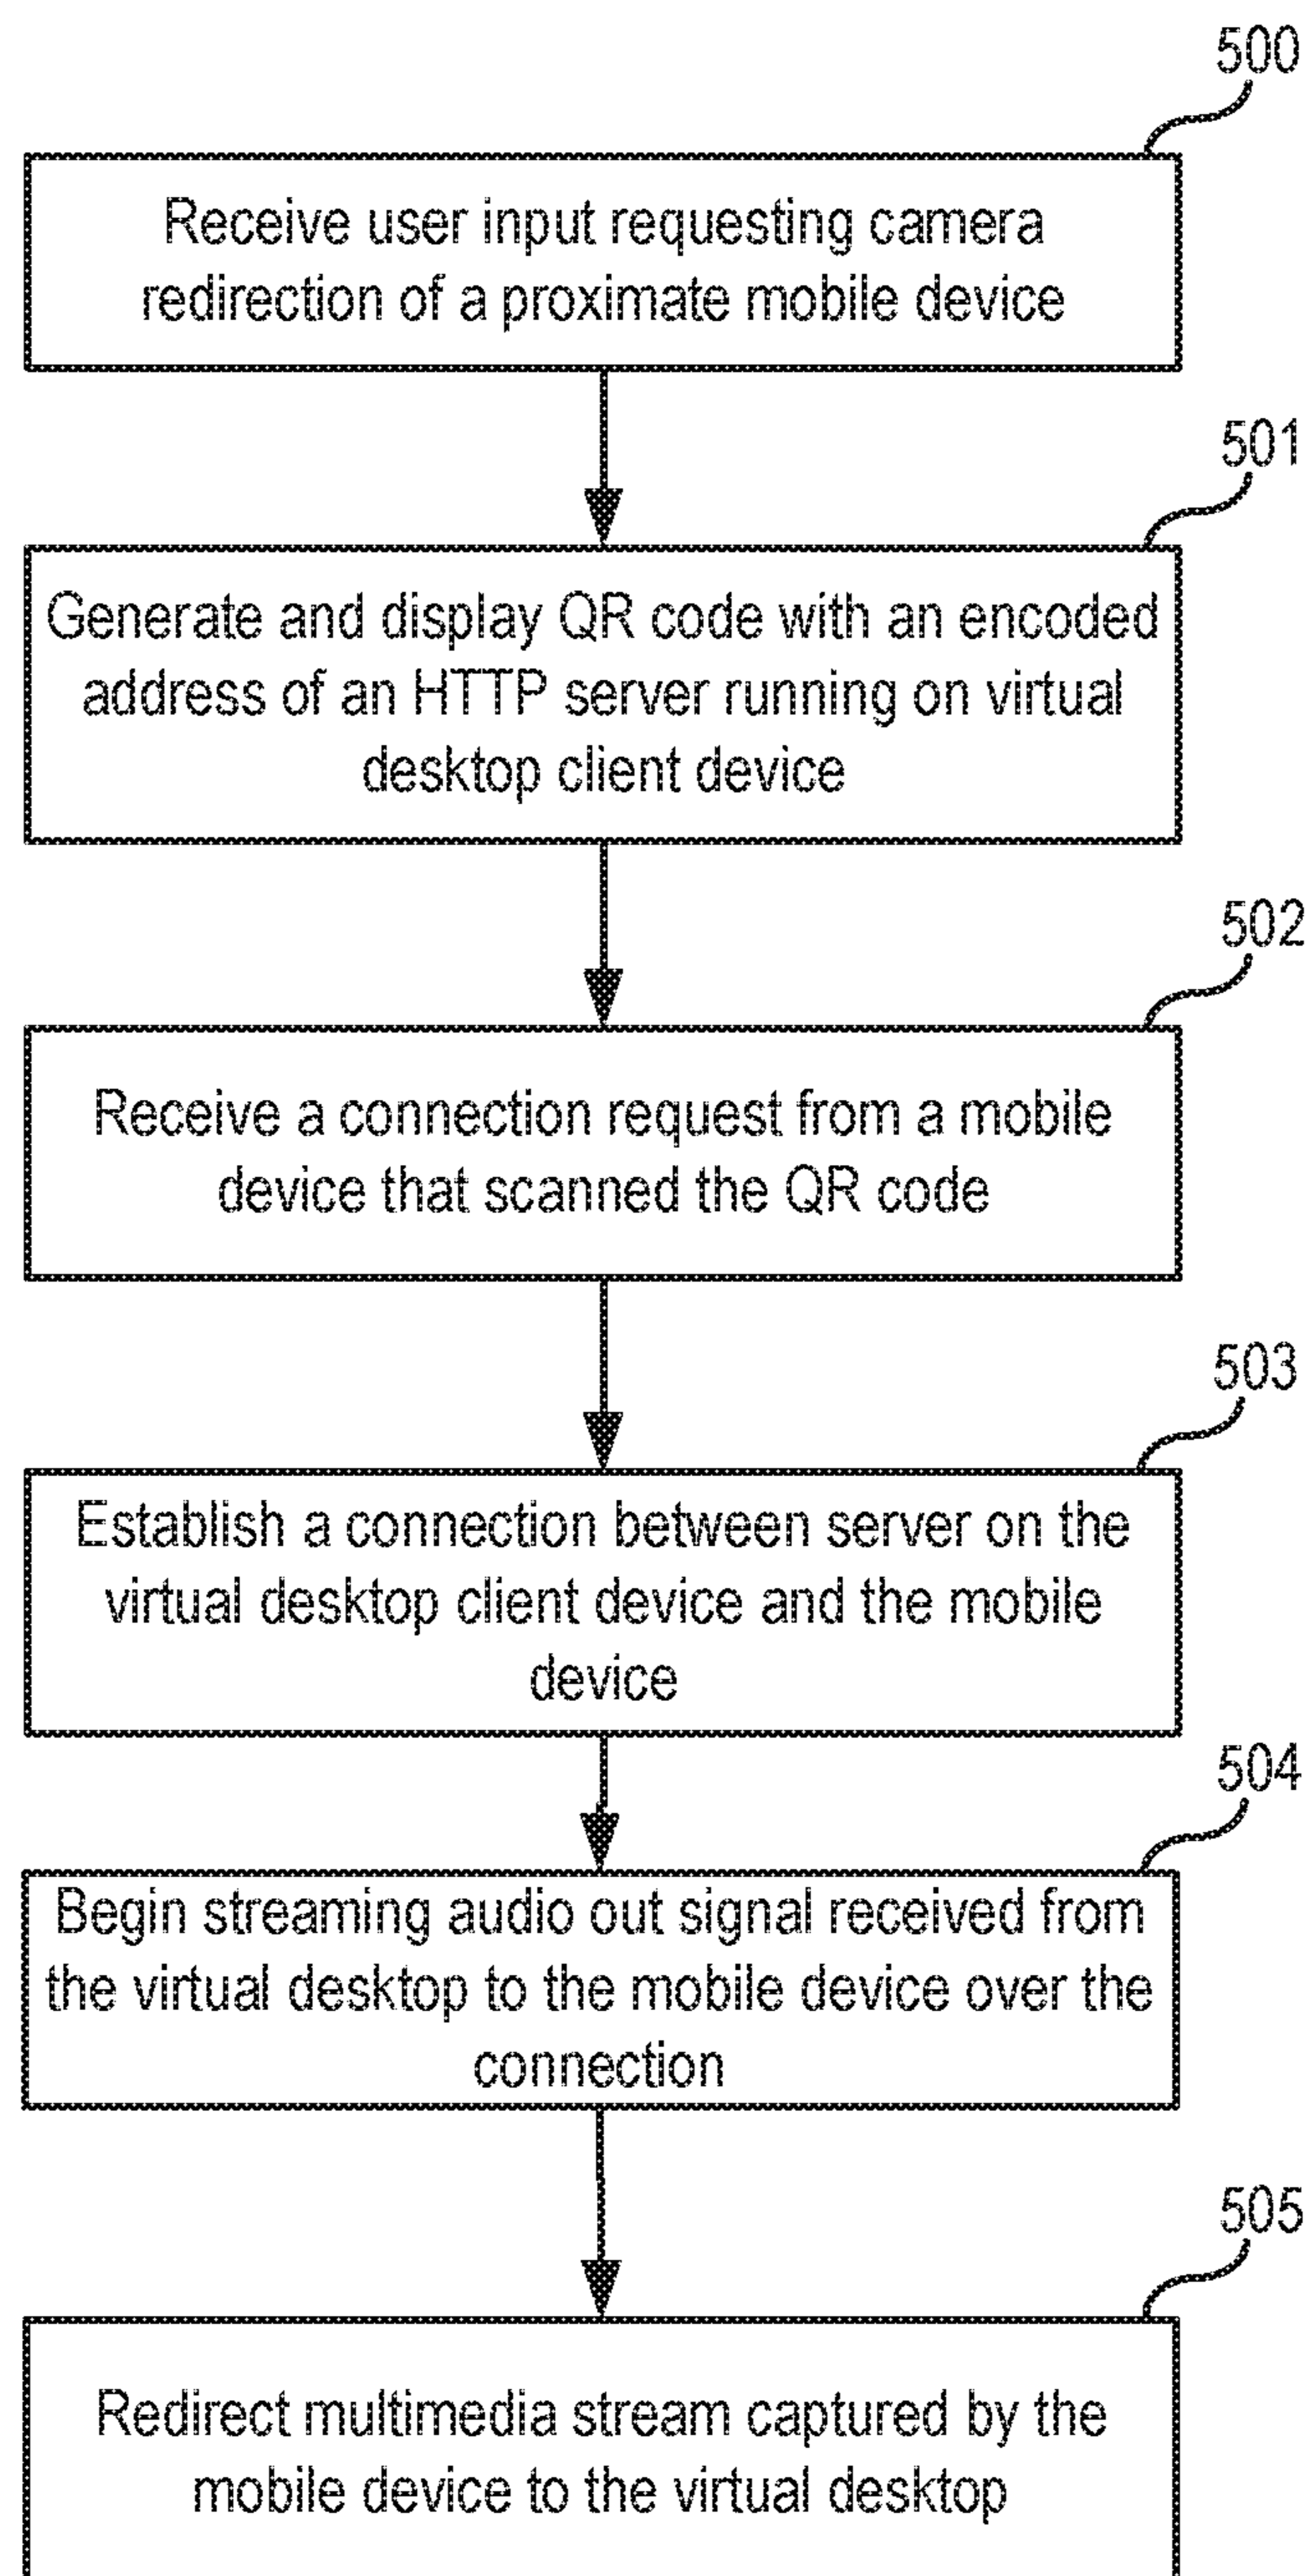 500
Receive user input requesting camera
redirection of a proximate mobile device
501
Generate and display QR code with an encoded
address of an HTTP server running on virtual
desktop client device
502
Receive a connection request from a mobile
device that scanned the QR code
503
Establish a connection between server on the
virtual desktop client device and the mobile
device
504
Begin streaming audio out signal received from
the virtual desktop to the mobile device over the
connection
505
Redirect multimedia stream captured by the
mobile device to the virtual desktop